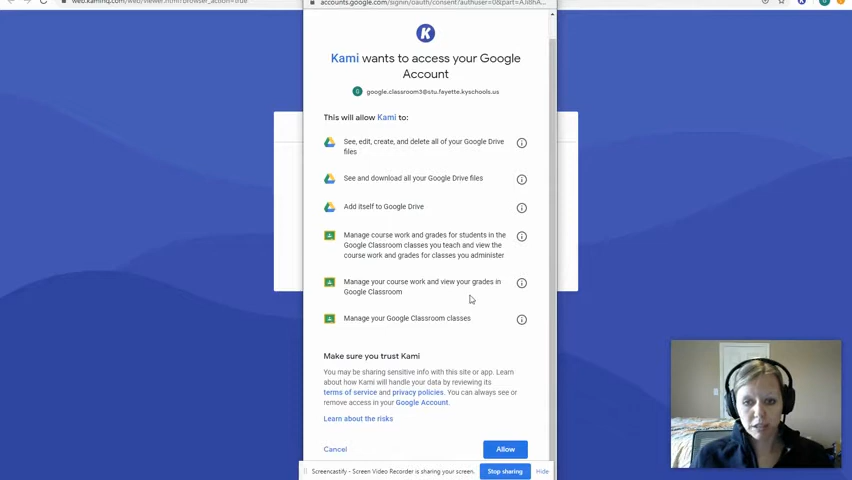 web.kamihq.com/web/viewer.html?browser_action=true
accounts.google.com/signin/oauth/consent?authuser=0&part=
K
Kami wants to access your Google
Account
google.classroom3@stu.fayette.kyschools.us
This will allow Kami to:
See, edit, create, and delete all of your Google Drive
files
See and download all your Google Drive files
Add itself to Google Drive
Manage course work and grades for students in the
Google Classroom classes you teach and view the
course work and grades for classes you administer
Manage your course work and view your grades in
Google Classroom
Manage your Google Classroom classes
Make sure you trust Kami
You may be sharing sensitive info with this site or app. Learn
about how Kami will handle your data by reviewing its
terms of service and privacy policies. You can always see or
remove access in your Google Account.
Learn about the risks
Cancel
Allow
Screencastify - Screen Video Recorder is sharing your screen.
Stop sharing
Hide